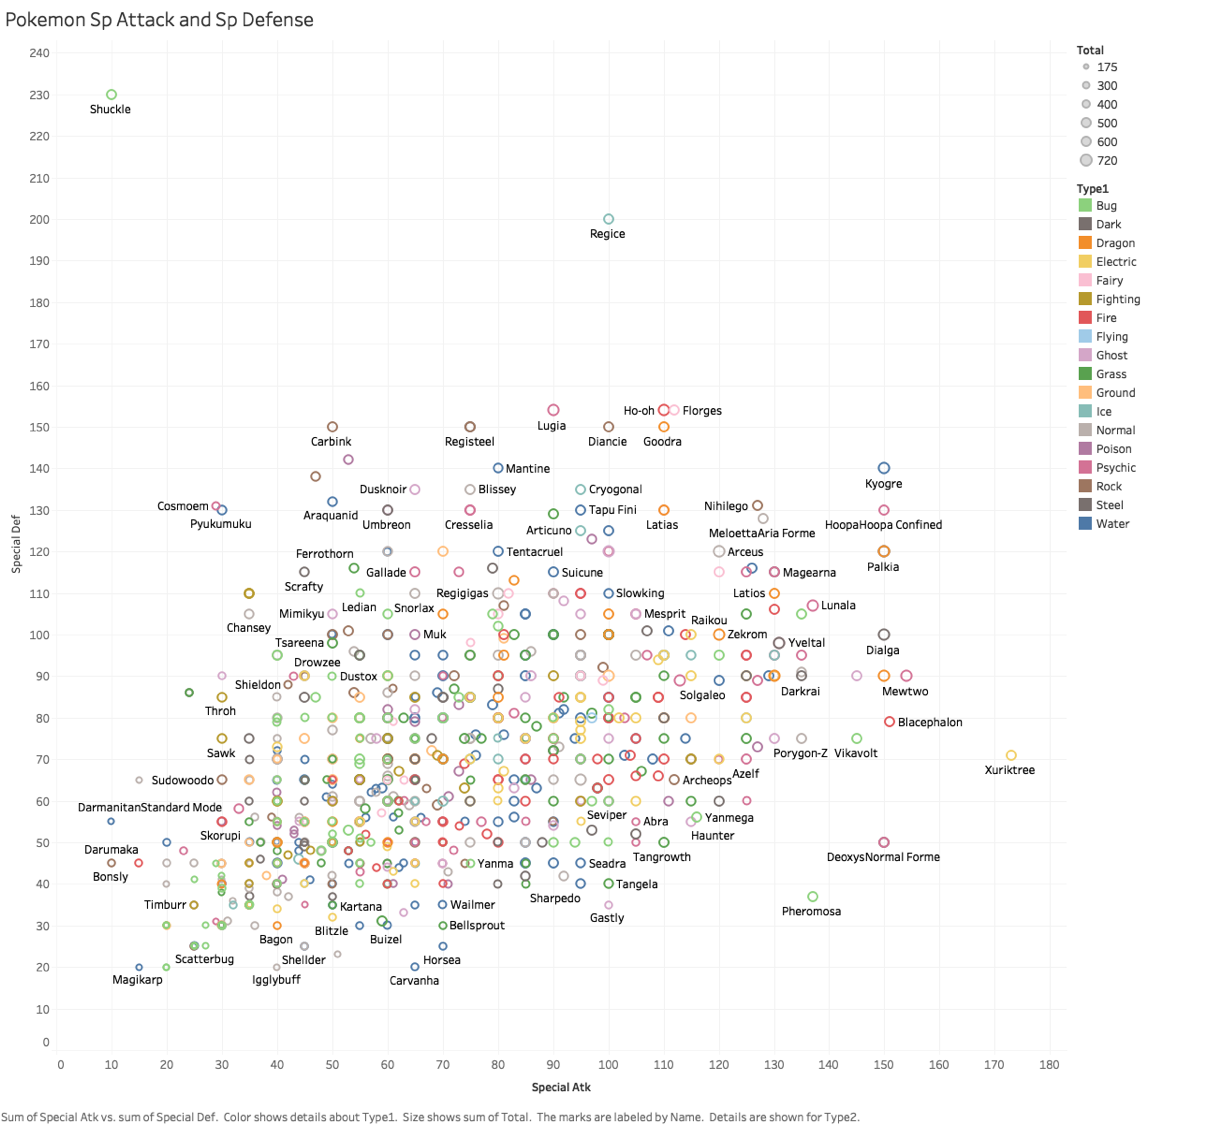 Pokemon Sp Attack and Sp Defense
Total
175
300
400
500
600
720
Type1
Bug
Dark
Dragon
Electric
Fairy
Fighting
Fire
Flying
Ghost
Grass
Ground
Ice
Normal
Poison
Psychic
Rock
Steel
Water
240
230
220
210
200
190
180
170
160
150
140
130
120
110
100
90
80
70
60
50
40
30
20
10
0
Special Def
Shuckle
Regice
Ho-oh
Florges
Lugia
Carbink
Registeel
Diancie
Goodra
Mantine
Kyogre
Dusknoir
Blissey
Cryogonal
Cosmoem
Pyukumuku
Araquanid
Umbreon
Cresselia
Tapu Fini
Latias
Nihilego
HoopaHoopa Confined
Articuno
MeloettaAria Forme
Ferrothorn
Tentacruel
Arceus
Palkia
Scrafty
Gallade
Suicune
Magearna
Regigigas
Slowking
Latios
Chansey
Mimikyu
Ledian
Snorlax
Mesprit
Raikou
Lunala
Tsareena
Muk
Zekrom
Yveltal
Dialga
Drowzee
Shieldon
Dustox
Solgaleo
Darkrai
Mewtwo
Throh
Blacephalon
Sawk
Porygon-Z
Vikavolt
Xurkitree
Sudowoodo
Archeops
Azelf
DarmanitanStandard Mode
Skorupi
Seviper
Abra
Yanmega
Haunter
Darumaka
Bonsly
Yanma
Seadra
Tangrowth
DeoxysNormal Forme
Timburr
Kartana
Wailmer
Sharpedo
Tangela
Gastly
Pheromosa
Bagon
Blitzle
Buizel
Bellsprout
Scatterbug
Shellder
Horsea
Magikarp
Igglybuff
Carvanha
0 10 20 30 40 50 60 70 80 90 100 110 120 130 140 150 160 170 180
Special Atk
Sum of Special Atk vs. sum of Special Def.  Color shows details about Type1.  Size shows sum of Total.  The marks are labeled by Name.  Details are shown for Type2.